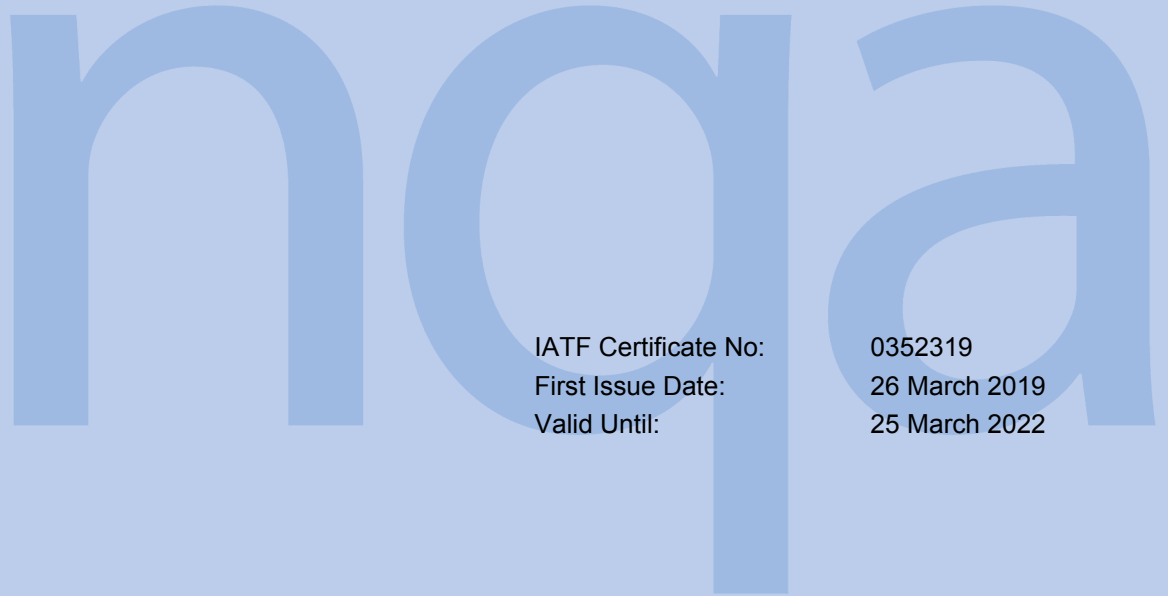 nqa
IATF Certificate No: 0352319
First Issue Date: 26 March 2019
Valid Until: 25 March 2022